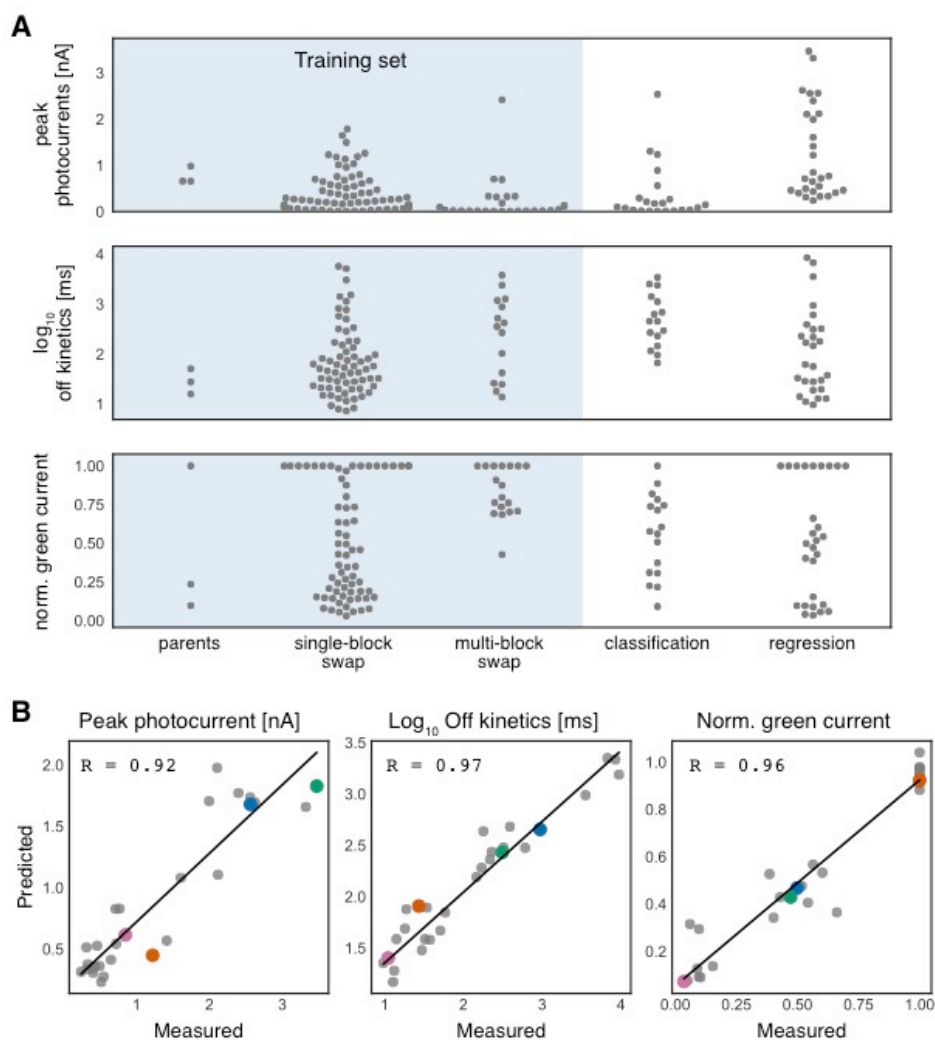 A
Training set
peak
photocurrents [nA]
3
2
1
0
log10
off kinetics [ms]
4
3
2
1
norm. green current
1.00
0.75
0.50
0.25
0.00
parents
single-block
swap
multi-block
swap
classification
regression
B
Peak photocurrent [nA]
Log10 Off kinetics [ms]
Norm. green current
R = 0.92
R = 0.97
R = 0.96
Predicted
2.0
1.5
1.0
0.5
1 2 3
Measured
3.5
3.0
2.5
2.0
1.5
1 2 3 4
Measured
1.0
0.8
0.6
0.4
0.2
0.00 0.25 0.50 0.75 1.00
Measured